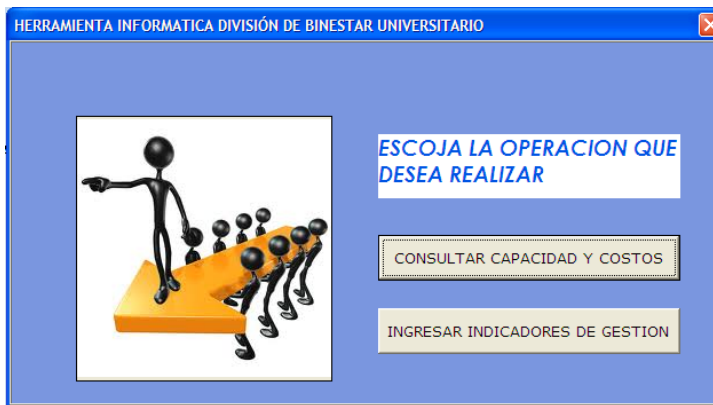 HERRAMIENTA INFORMATICA DIVISIÓN DE BINESTAR UNIVERSITARIO
ESCOJA LA OPERACION QUE
DESEA REALIZAR
CONSULTAR CAPACIDAD Y COSTOS
INGRESAR INDICADORES DE GESTION